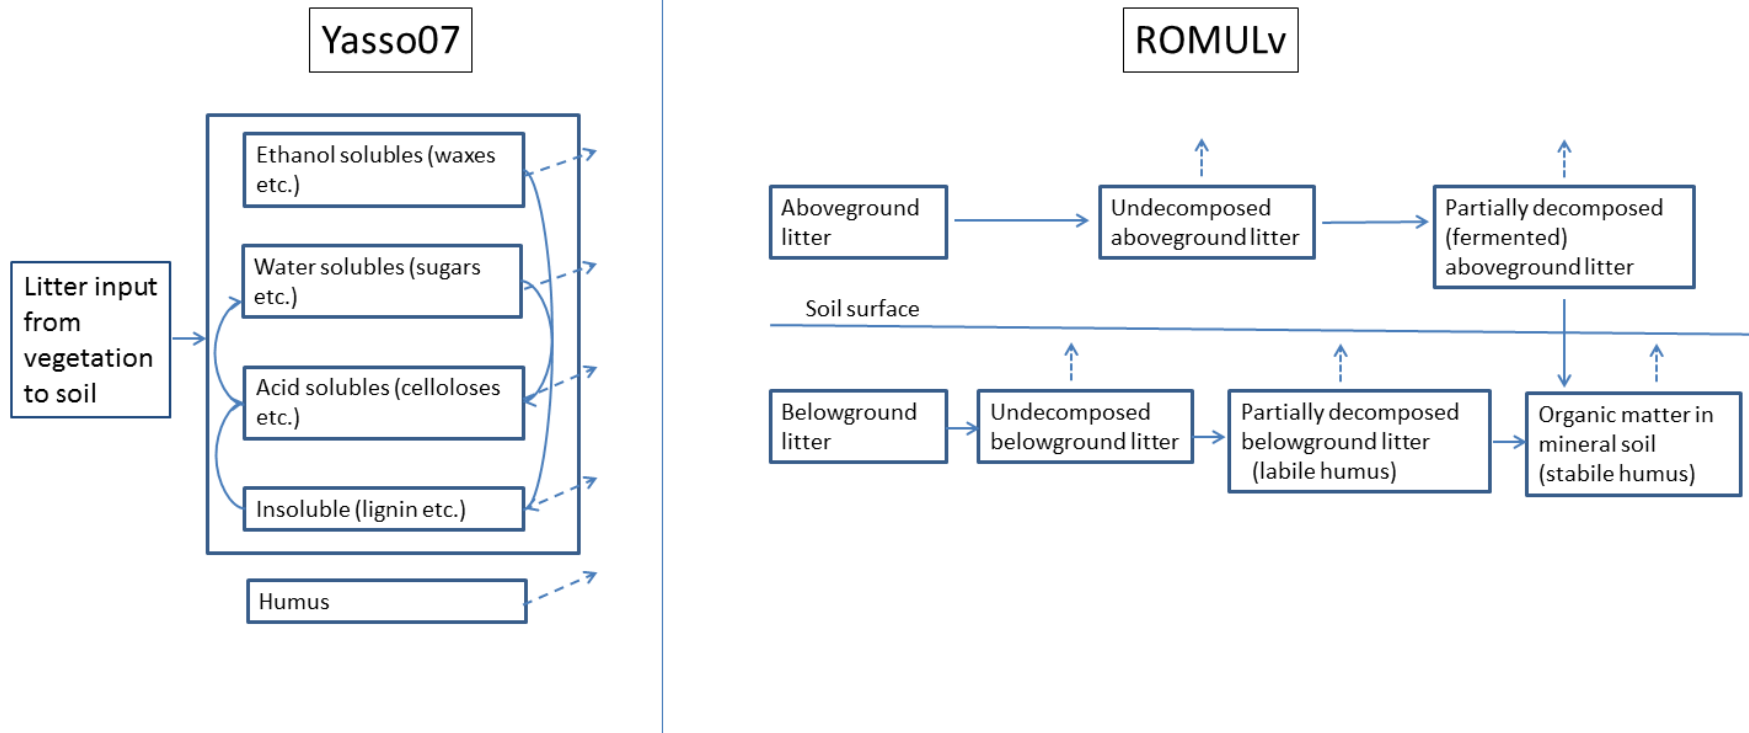 Yasso07
Ethanol solubles (waxes
etc.)
Water solubles (sugars
etc.)
Litter input
from
vegetation
to soil
Acid solubles (celloloses
etc.)
Insoluble (lignin etc.)
Humus
ROMULv
Aboveground
litter
Undecomposed
aboveground litter
Partially decomposed
(fermented)
aboveground litter
Soil surface
Belowground
litter
Undecomposed
belowground litter
Partially decomposed
belowground litter
(labile humus)
Organic matter in
mineral soil
(stabile humus)